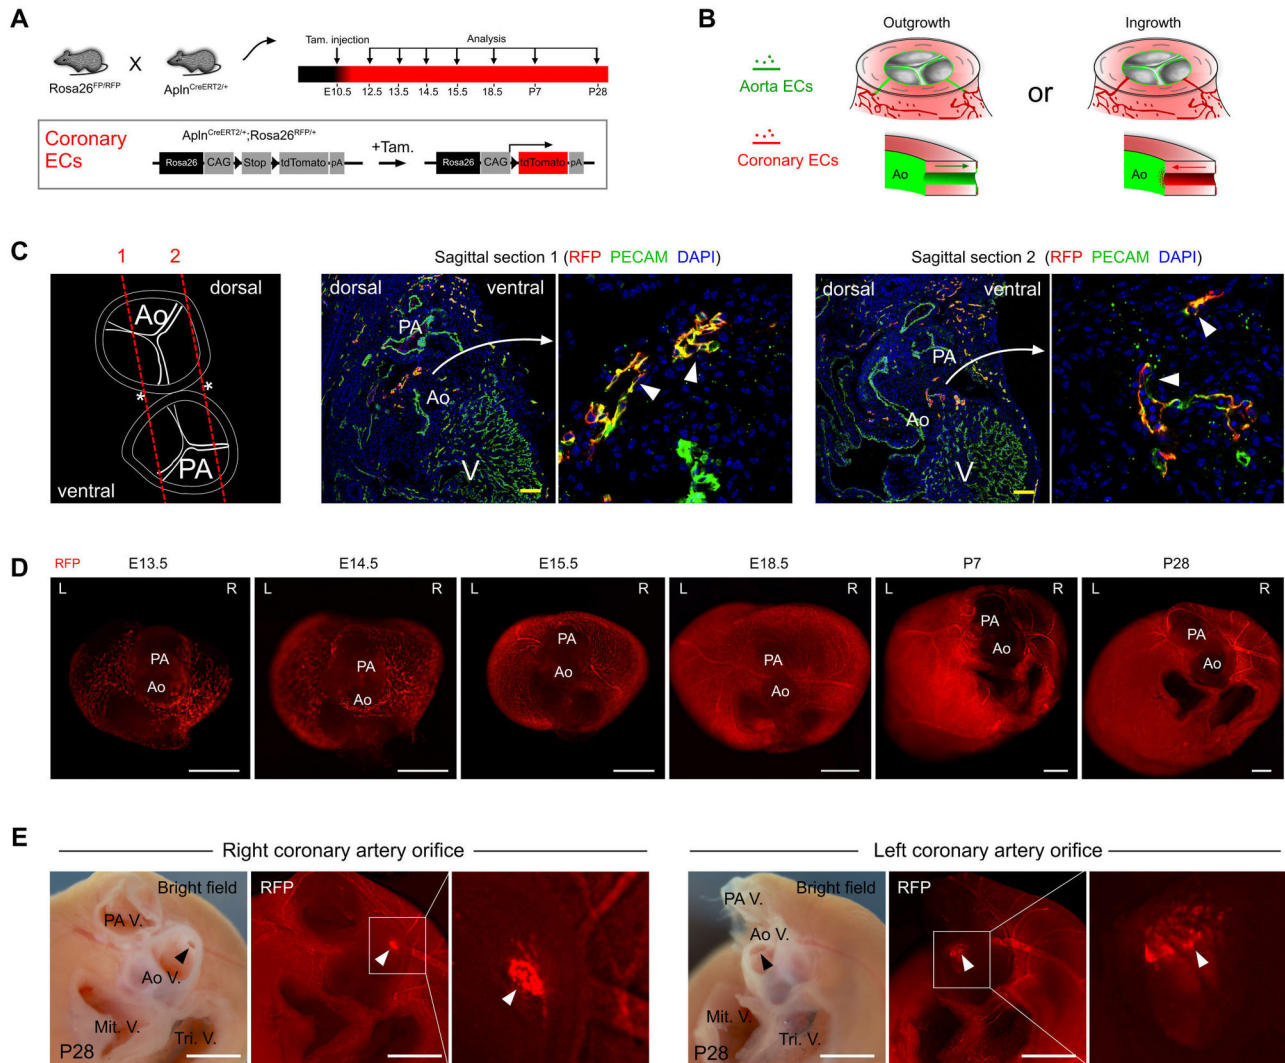 A
Tam. injection
Analysis
X
Rosa26FP/RFP
ApInCreERT2/+
E10.5 12.5 13.5 14.5 15.5 18.5 P7 P28
Coronary
ECs
ApInCreERT2/+;Rosa26RFP/+
Rosa26 CAG Stop tdTomato pA
+Tam.
Rosa26 CAG tdTomato pA
B
Outgrowth
Ingrowth
Aorta ECs
or
Coronary ECs
Ao
Ao
C
1 2
dorsal
Ao
*
*
PA
ventral
Sagittal section 1 (RFP PECAM DAPI)
dorsal
ventral
PA
Ao
V
Sagittal section 2 (RFP PECAM DAPI)
dorsal
ventral
PA
Ao
V
D
RFP
E13.5
E14.5
E15.5
E18.5
P7
P28
L R
L R
L R
L R
L R
L R
PA
Ao
PA
Ao
PA
Ao
PA
Ao
PA
Ao
PA
Ao
E
Right coronary artery orifice
Bright field
PA V.
Ao V.
Mit. V.
Tri. V.
P28
RFP
Left coronary artery orifice
Bright field
PA V.
Ao V.
Mit. V.
Tri. V.
P28
RFP